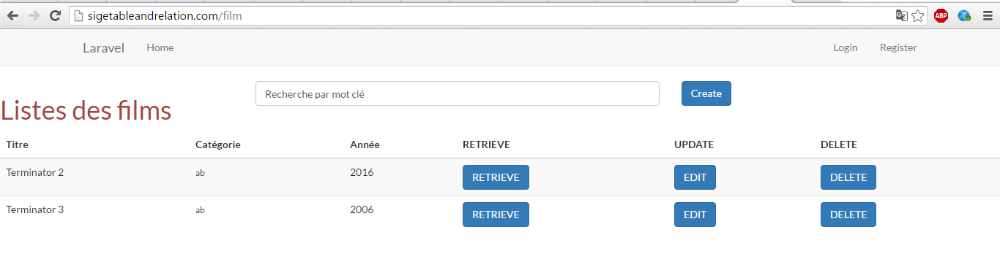 sigetableandrelation.com/film
ABP
Laravel Home Login Register
Recherche par mot clé Create
Listes des films
Titre Catégorie Année RETRIEVE UPDATE DELETE
Terminator 2 ab 2016 RETRIEVE EDIT DELETE
Terminator 3 ab 2006 RETRIEVE EDIT DELETE